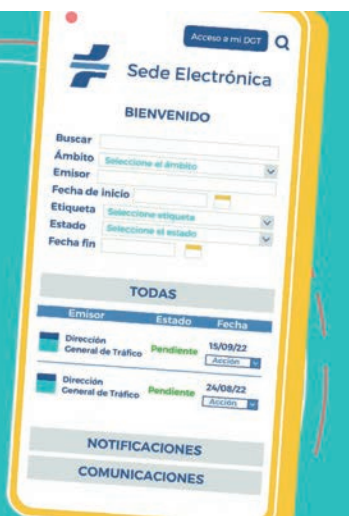 Acceso a mi DGT
Sede Electrónica
BIENVENIDO
Buscar
Ámbito Seleccione el ámbito
Emisor
Fecha de inicio
Etiqueta Seleccione etiqueta
Estado Seleccione el estado
Fecha fin
TODAS
Emisor Estado Fecha
Dirección
General de Tráfico Pendiente 15/09/22
Acción
Dirección
General de Tráfico Pendiente 24/08/22
Acción
NOTIFICACIONES
COMUNICACIONES